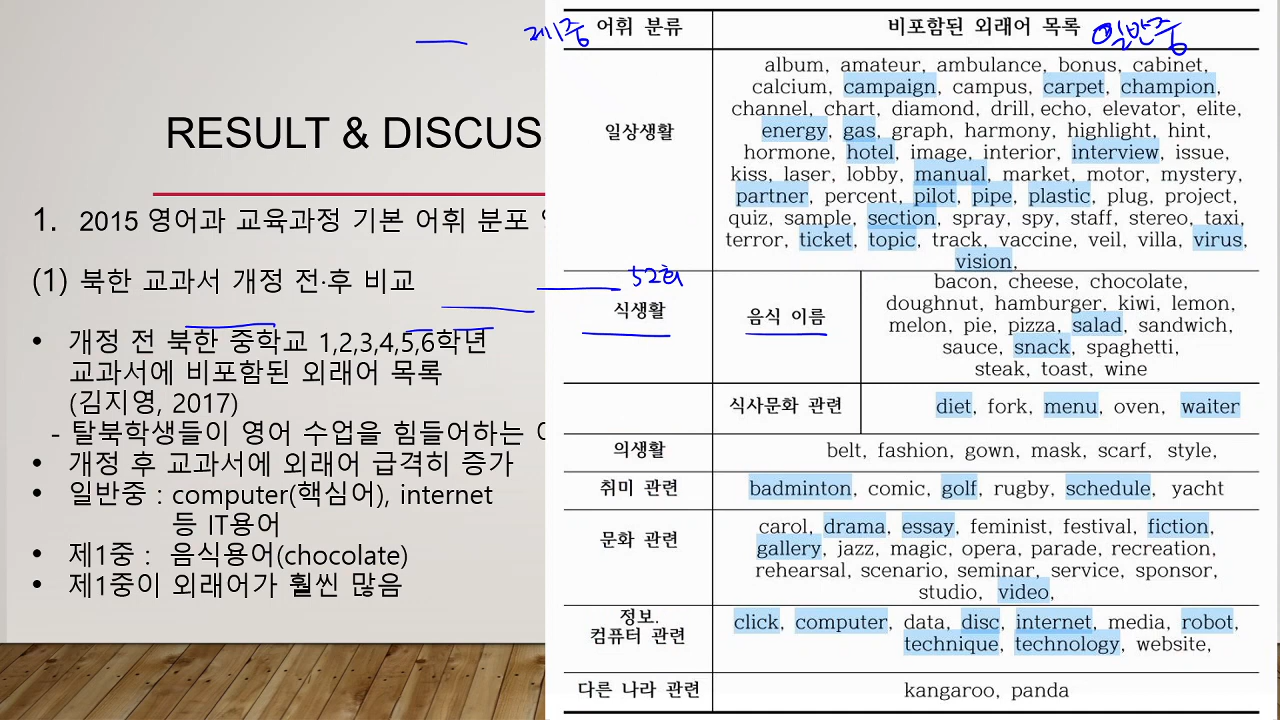 RESULT & DISCUS
1. 2015 영어과 교육과정 기본 어휘 분포
(1) 북한 교과서 개정 전·후 비교
• 개정 전 북한 중학교 1,2,3,4,5,6학년
교과서에 비포함된 외래어 목록
(김지영, 2017)
- 탈북학생들이 영어 수업을 힘들어하는
• 개정 후 교과서에 외래어 급격히 증가
• 일반중 : computer(핵심어), internet
등 IT용어
• 제1중 : 음식용어(chocolate)
• 제1중이 외래어가 훨씬 많음
제1중 어휘 분류 비포함된 외래어 목록 일반중
일상생활
album, amateur, ambulance, bonus, cabinet,
calcium, campaign, campus, carpet, champion,
channel, chart, diamond, drill, echo, elevator, elite,
energy, gas, graph, harmony, highlight, hint,
hormone, hotel, image, interior, interview, issue,
kiss, laser, lobby, manual, market, motor, mystery,
partner, percent, pilot, pipe, plastic, plug, project,
quiz, sample, section, spray, spy, staff, stereo, taxi,
terror, ticket, topic, track, vaccine, veil, villa, virus,
vision,
52회
식생활
음식 이름
bacon, cheese, chocolate,
doughnut, hamburger, kiwi, lemon,
melon, pie, pizza, salad, sandwich,
sauce, snack, spaghetti,
steak, toast, wine
식사문화 관련 diet, fork, menu, oven, waiter
의생활 belt, fashion, gown, mask, scarf, style,
취미 관련 badminton, comic, golf, rugby, schedule, yacht
문화 관련
carol, drama, essay, feminist, festival, fiction,
gallery, jazz, magic, opera, parade, recreation,
rehearsal, scenario, seminar, service, sponsor,
studio, video,
정보.
컴퓨터 관련
click, computer, data, disc, internet, media, robot,
technique, technology, website,
다른 나라 관련 kangaroo, panda